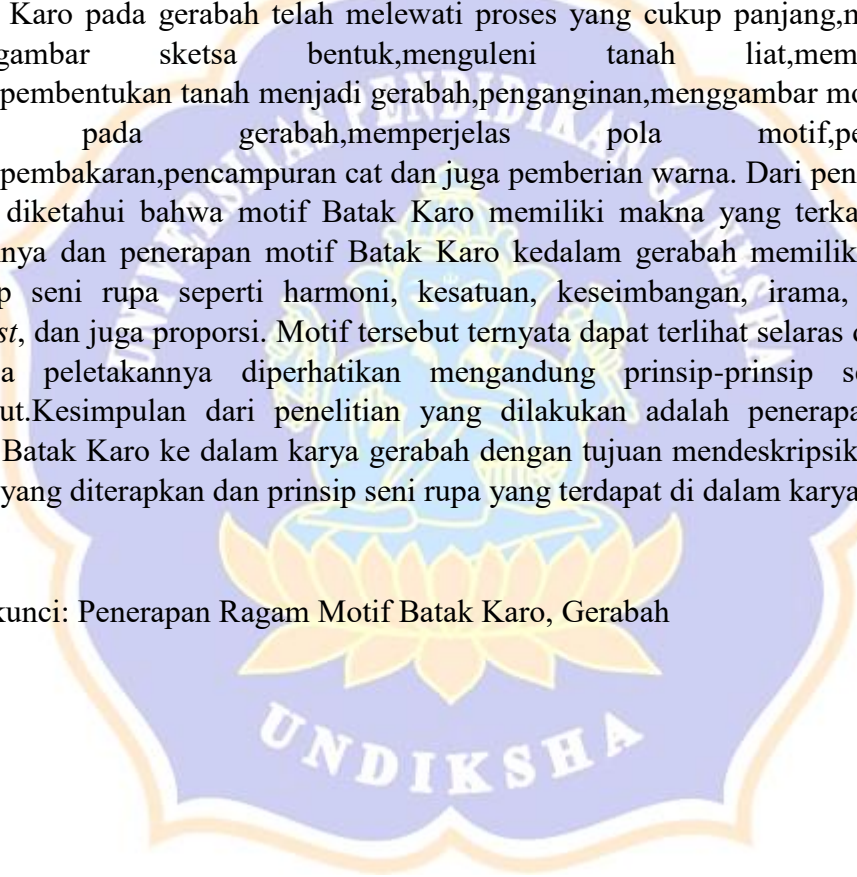 Karo pada gerabah telah melewati proses yang cukup panjang,
gambar sketsa bentuk,menguleni tanah liat,mem
pembentukan tanah menjadi gerabah,penganginan,menggambar mo
pada gerabah,memperjelas pola motif,pe
pembakaran,pencampuran cat dan juga pemberian warna. Dari pen
diketahui bahwa motif Batak Karo memiliki makna yang terka
nya dan penerapan motif Batak Karo kedalam gerabah memilik
p seni rupa seperti harmoni, kesatuan, keseimbangan, irama,
st, dan juga proporsi. Motif tersebut ternyata dapat terlihat selaras
a peletakannya diperhatikan mengandung prinsip-prinsip se
ut.Kesimpulan dari penelitian yang dilakukan adalah penerapa
Batak Karo ke dalam karya gerabah dengan tujuan mendeskripsik
yang diterapkan dan prinsip seni rupa yang terdapat di dalam karya
kunci: Penerapan Ragam Motif Batak Karo, Gerabah
UNIVERSITAS PENDIDIKAN GANESHA
UNDIKSHA